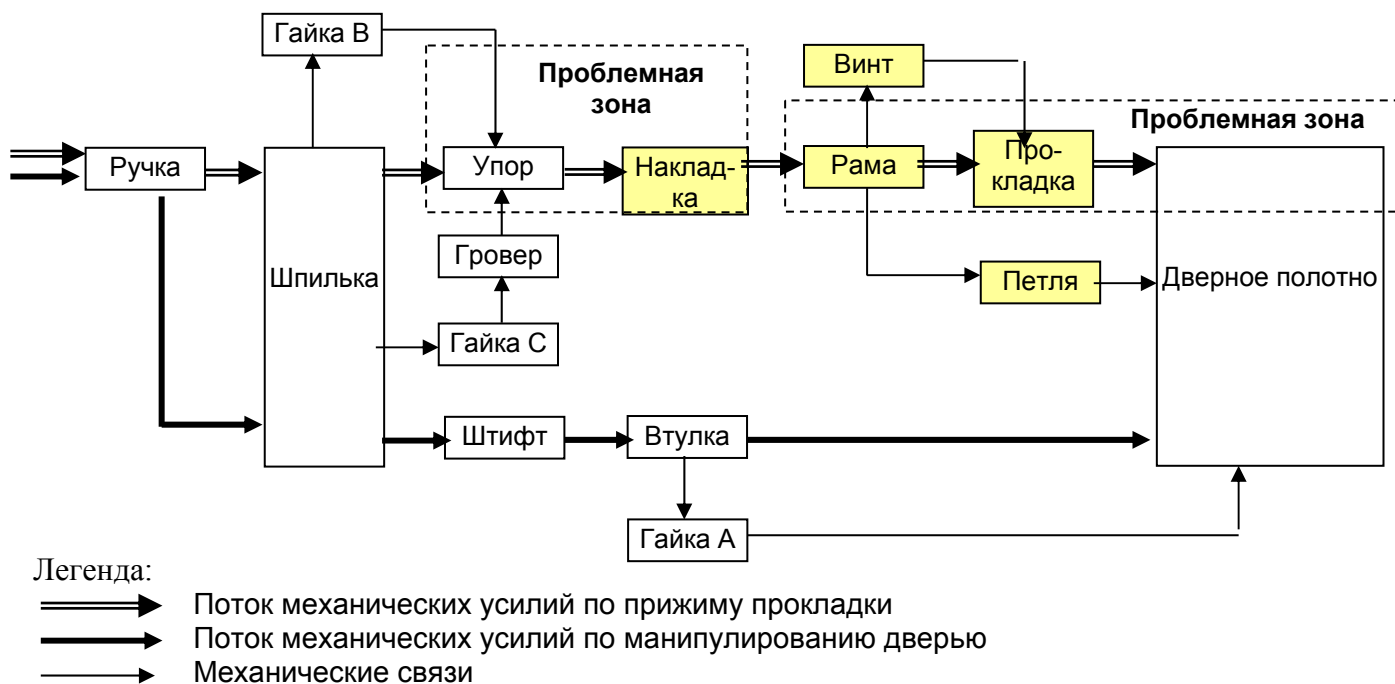 Гайка В
Проблемная
зона
Винт
Проблемная зона
Ручка
Упор
Наклад-
ка
Рама
Про-
кладка
Гровер
Шпилька
Петля
Дверное полотно
Гайка С
Штифт
Втулка
Гайка А
Легенда:
Поток механических усилий по прижиму прокладки
Поток механических усилий по манипулированию дверью
Механические связи